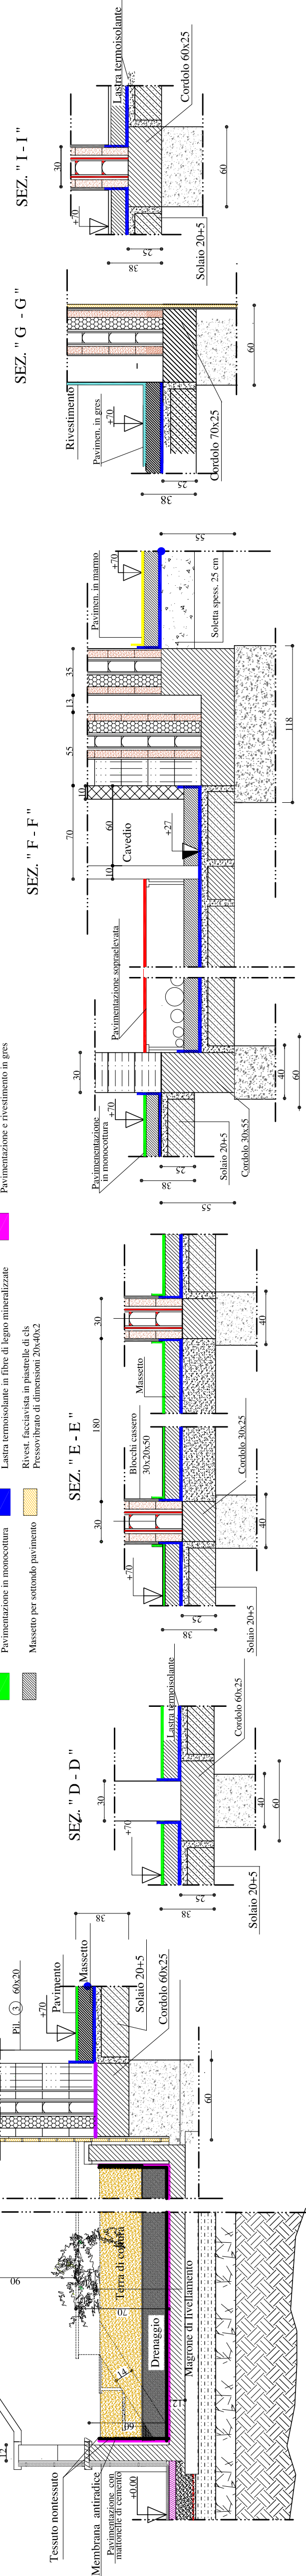 Pavimentazione in monocottura
Massetto per sottondo pavimento
Lastra termoisolante in fibre di legno mineralizzate
Rivest. facciavista in piastrelle di cls
Pressovibrato di dimensioni 20x40x2
Pavimentazione e rivestimento in gres
90
12
Tessuto nontessuto
Membrana antiradice
Pavimentazione con
mattonelle di cemento
±0.00
60
14
70
12
Terra di coltura
Drenaggio
Magrone di livellamento
Pil. 3 60x20
+70
Pavimento
Massetto
38
Solaio 20+5
Cordolo 60x25
60
SEZ. " D - D "
30
+70
Lastra termoisolante
38
25
Solaio 20+5
Cordolo 60x25
40
60
SEZ. " E - E "
30
180
30
+70
Blocchi cassero
30x20x50
Massetto
38
25
Solaio 20+5
Cordolo 30x25
40
40
SEZ. " F - F "
30
70
55
13
35
10
60
10
+70
Pavimenentazione
in monocottura
Pavimentazione sopraelevata
Cavedio
+27
+70
Pavimen. in marmo
38
25
55
Solaio 20+5
Cordolo 30x55
40
60
Soletta spess. 25 cm
55
118
SEZ. " G - G "
Rivestimento
Pavimen. in gres
+70
38
25
Cordolo 70x25
60
SEZ. " I - I "
30
+70
Lastra termoisolante
38
25
Solaio 20+5
Cordolo 60x25
60